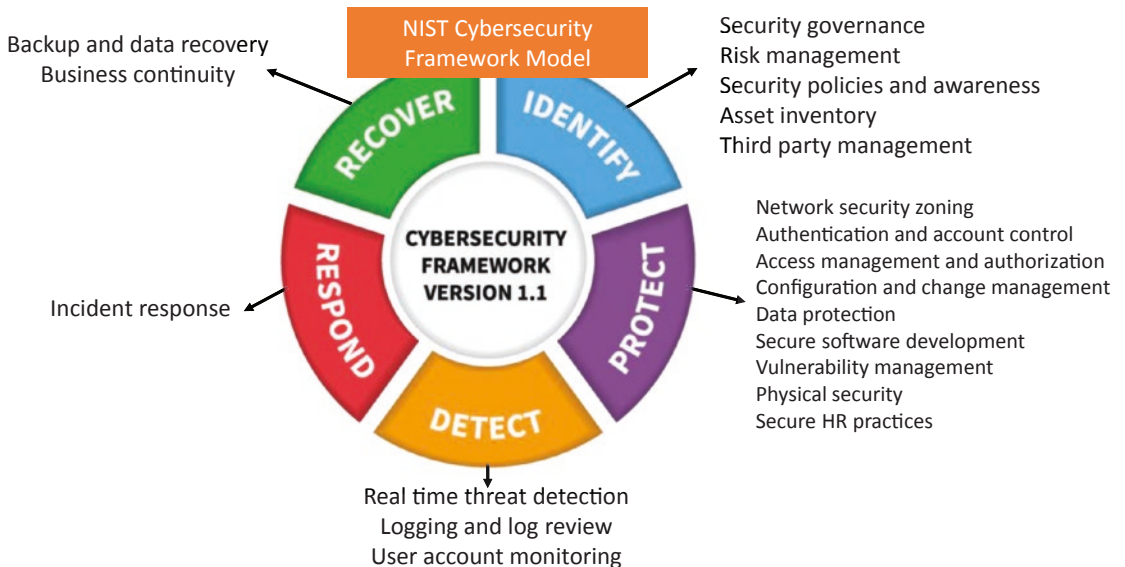 NIST Cybersecurity
Framework Model
Backup and data recovery
Business continuity
Security governance
Risk management
Security policies and awareness
Asset inventory
Third party management
RECOVER
IDENTIFY
CYBERSECURITY
FRAMEWORK
VERSION 1.1
RESPOND
PROTECT
DETECT
Network security zoning
Authentication and account control
Access management and authorization
Configuration and change management
Data protection
Secure software development
Vulnerability management
Physical security
Secure HR practices
Incident response
Real time threat detection
Logging and log review
User account monitoring